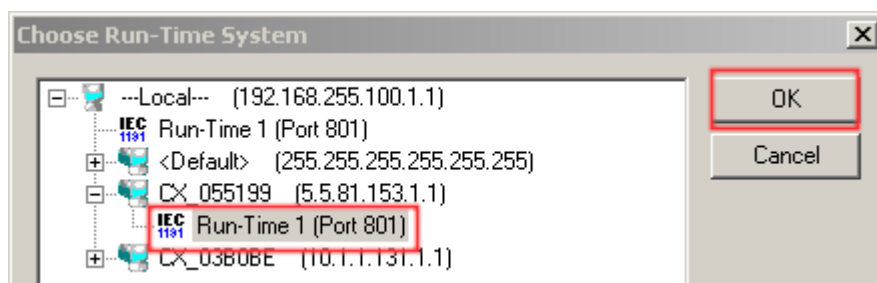 Choose Run-Time System
---Local--- (192.168.255.100.1.1)
IEC 1131 Run-Time 1 (Port 801)
<Default> (255.255.255.255.255.255)
CX_055199 (5.5.81.153.1.1)
IEC 1131 Run-Time 1 (Port 801)
CX_03B0BE (10.1.1.131.1.1)
OK
Cancel